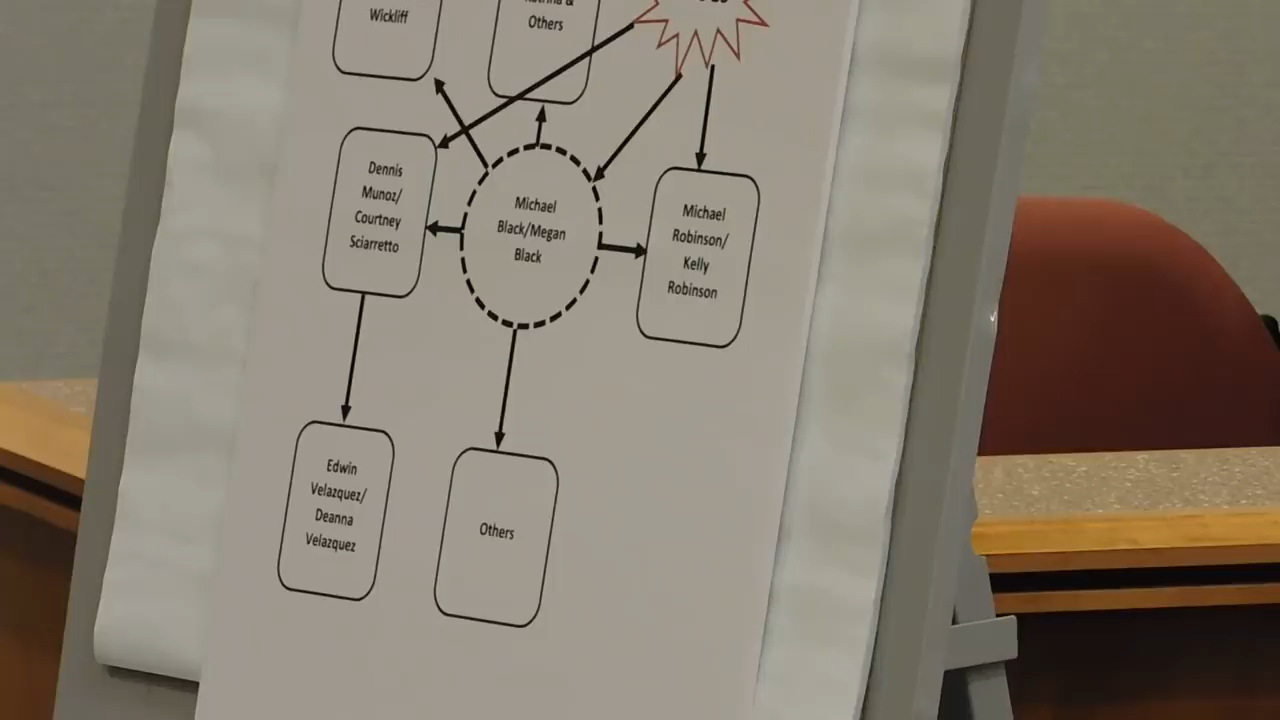 Wickliff
Others
Dennis
Munoz/
Courtney
Sciarretto
Michael
Black/Megan
Black
Michael
Robinson/
Kelly
Robinson
Edwin
Velazquez/
Deanna
Velazquez
Others